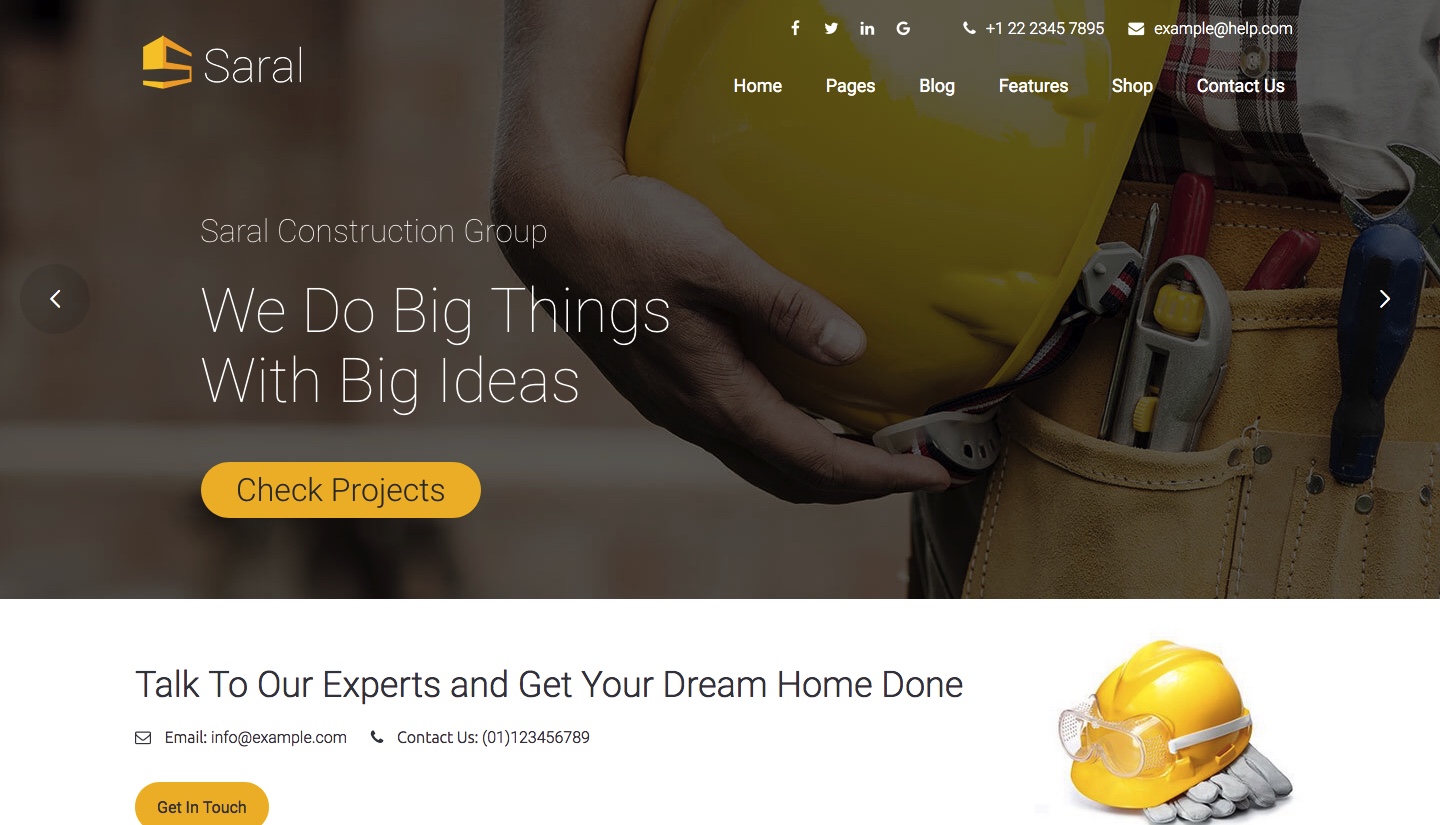 +1 22 2345 7895 example@help.com
Saral
Home Pages Blog Features Shop Contact Us
Saral Construction Group
We Do Big Things
With Big Ideas
Check Projects
Talk To Our Experts and Get Your Dream Home Done
Email: info@example.com Contact Us: (01)123456789
Get In Touch